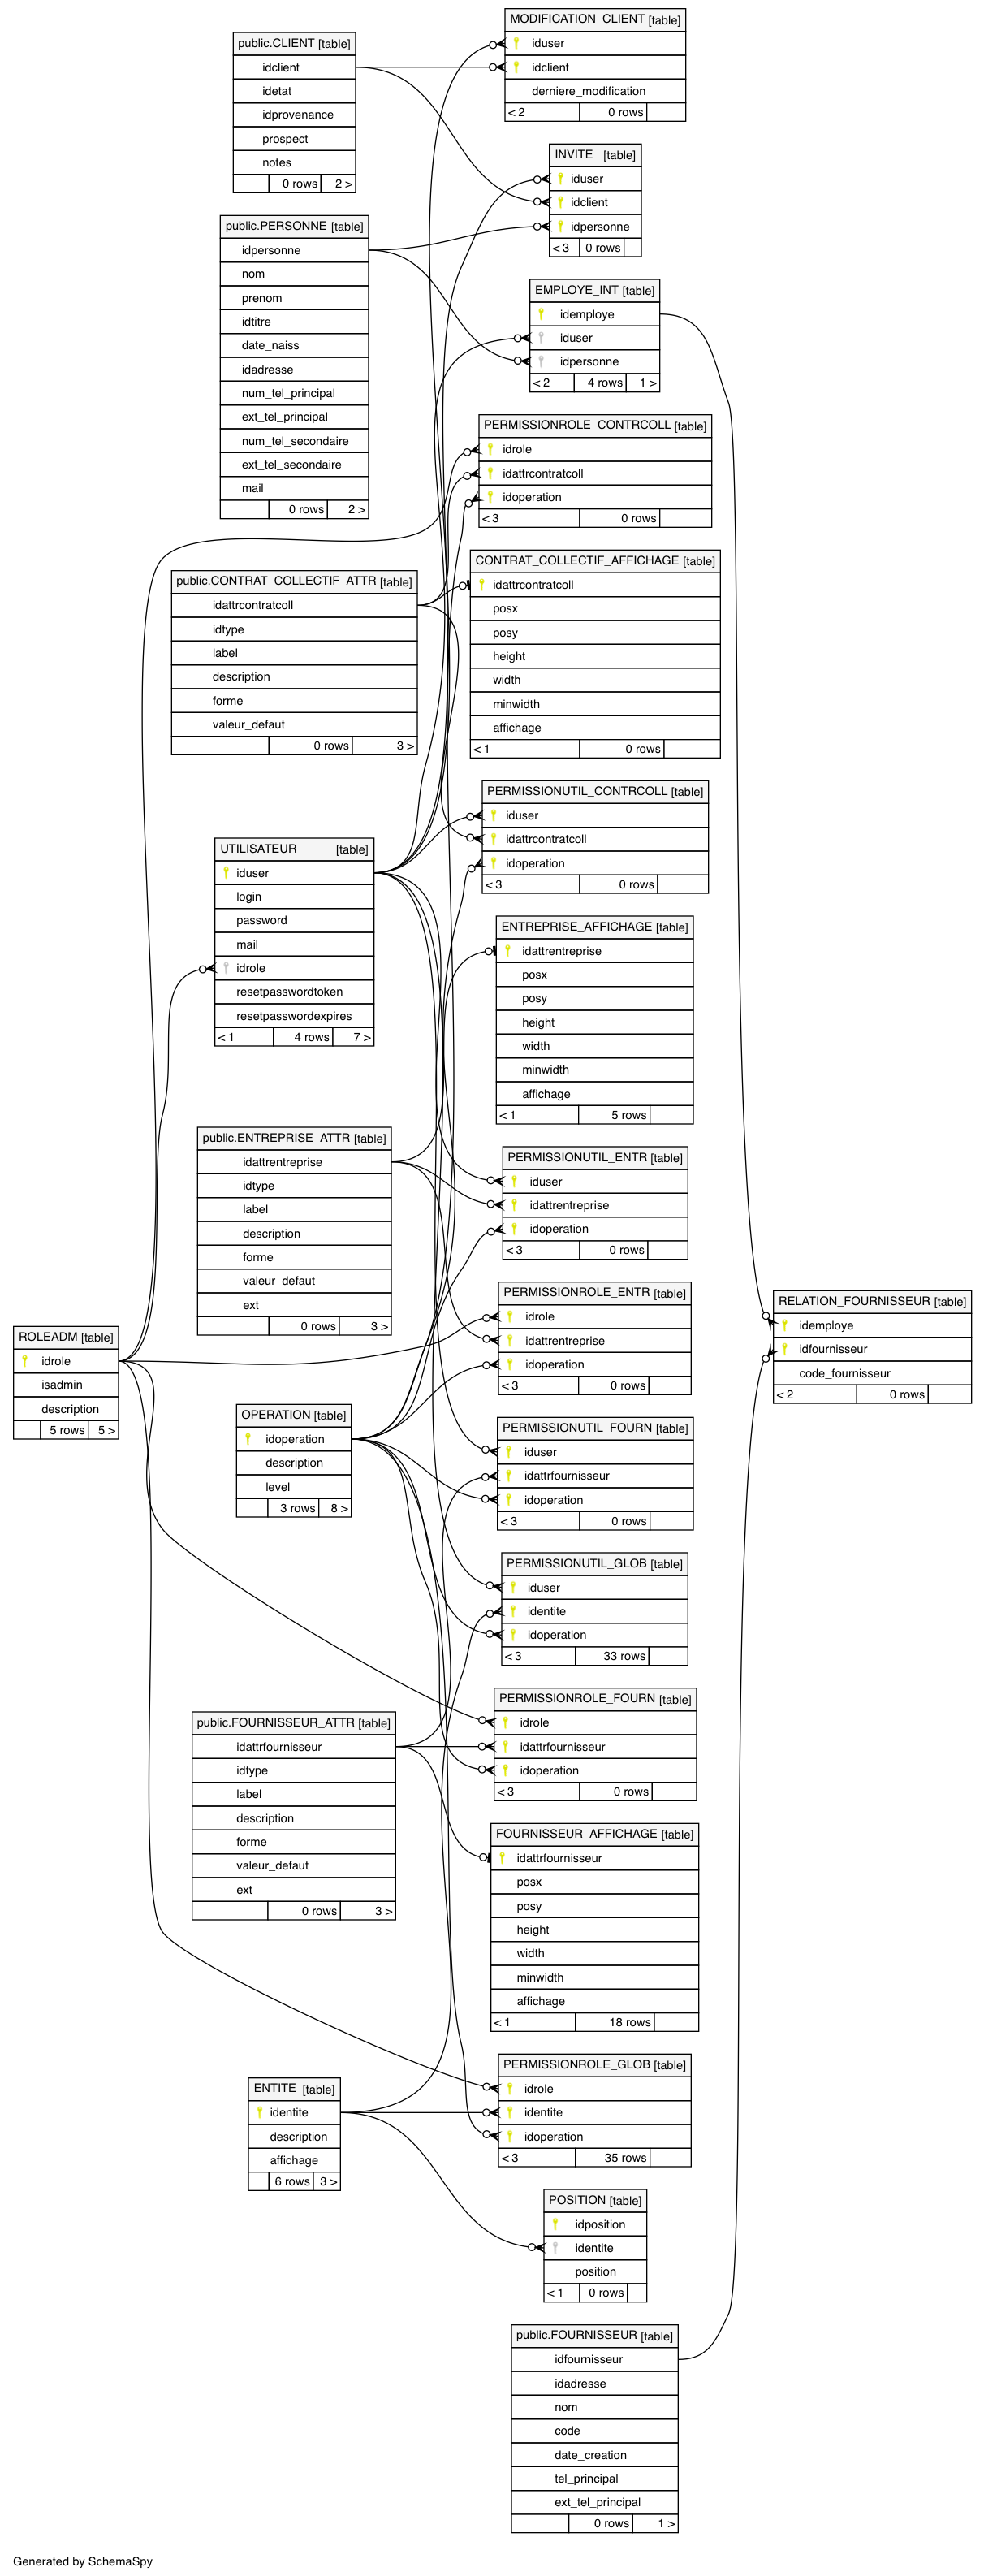 MODIFICATION_CLIENT [table]
iduser
idclient
derniere_modification
< 2 0 rows
public.CLIENT [table]
idclient
idetat
idprovenance
prospect
notes
0 rows 2 >
INVITE [table]
iduser
idclient
idpersonne
< 3 0 rows
public.PERSONNE [table]
idpersonne
nom
prenom
idtitre
date_naiss
idadresse
num_tel_principal
ext_tel_principal
num_tel_secondaire
ext_tel_secondaire
mail
0 rows 2 >
EMPLOYE_INT [table]
idemploye
iduser
idpersonne
< 2 4 rows 1 >
PERMISSIONROLE_CONTRCOLL [table]
idrole
idattrcontratcoll
idoperation
< 3 0 rows
CONTRAT_COLLECTIF_AFFICHAGE [table]
idattrcontratcoll
posx
posy
height
width
minwidth
affichage
< 1 0 rows
public.CONTRAT_COLLECTIF_ATTR [table]
idattrcontratcoll
idtype
label
description
forme
valeur_defaut
0 rows 3 >
PERMISSIONUTIL_CONTRCOLL [table]
iduser
idattrcontratcoll
idoperation
< 3 0 rows
UTILISATEUR [table]
iduser
login
password
mail
idrole
resetpasswordtoken
resetpasswordexpires
< 1 4 rows 7 >
ENTREPRISE_AFFICHAGE [table]
idattrentreprise
posx
posy
height
width
minwidth
affichage
< 1 5 rows
public.ENTREPRISE_ATTR [table]
idattrentreprise
idtype
label
description
forme
valeur_defaut
ext
0 rows 3 >
PERMISSIONUTIL_ENTR [table]
iduser
idattrentreprise
idoperation
< 3 0 rows
PERMISSIONROLE_ENTR [table]
idrole
idattrentreprise
idoperation
< 3 0 rows
RELATION_FOURNISSEUR [table]
idemploye
idfournisseur
code_fournisseur
< 2 0 rows
ROLEADM [table]
idrole
isadmin
description
5 rows 5 >
OPERATION [table]
idoperation
description
level
3 rows 8 >
PERMISSIONUTIL_FOURN [table]
iduser
idattrfournisseur
idoperation
< 3 0 rows
PERMISSIONUTIL_GLOB [table]
iduser
identite
idoperation
< 3 33 rows
PERMISSIONROLE_FOURN [table]
idrole
idattrfournisseur
idoperation
< 3 0 rows
public.FOURNISSEUR_ATTR [table]
idattrfournisseur
idtype
label
description
forme
valeur_defaut
ext
0 rows 3 >
FOURNISSEUR_AFFICHAGE [table]
idattrfournisseur
posx
posy
height
width
minwidth
affichage
< 1 18 rows
PERMISSIONROLE_GLOB [table]
idrole
identite
idoperation
< 3 35 rows
ENTITE [table]
identite
description
affichage
6 rows 3 >
POSITION [table]
idposition
identite
position
< 1 0 rows
public.FOURNISSEUR [table]
idfournisseur
idadresse
nom
code
date_creation
tel_principal
ext_tel_principal
0 rows 1 >
Generated by SchemaSpy